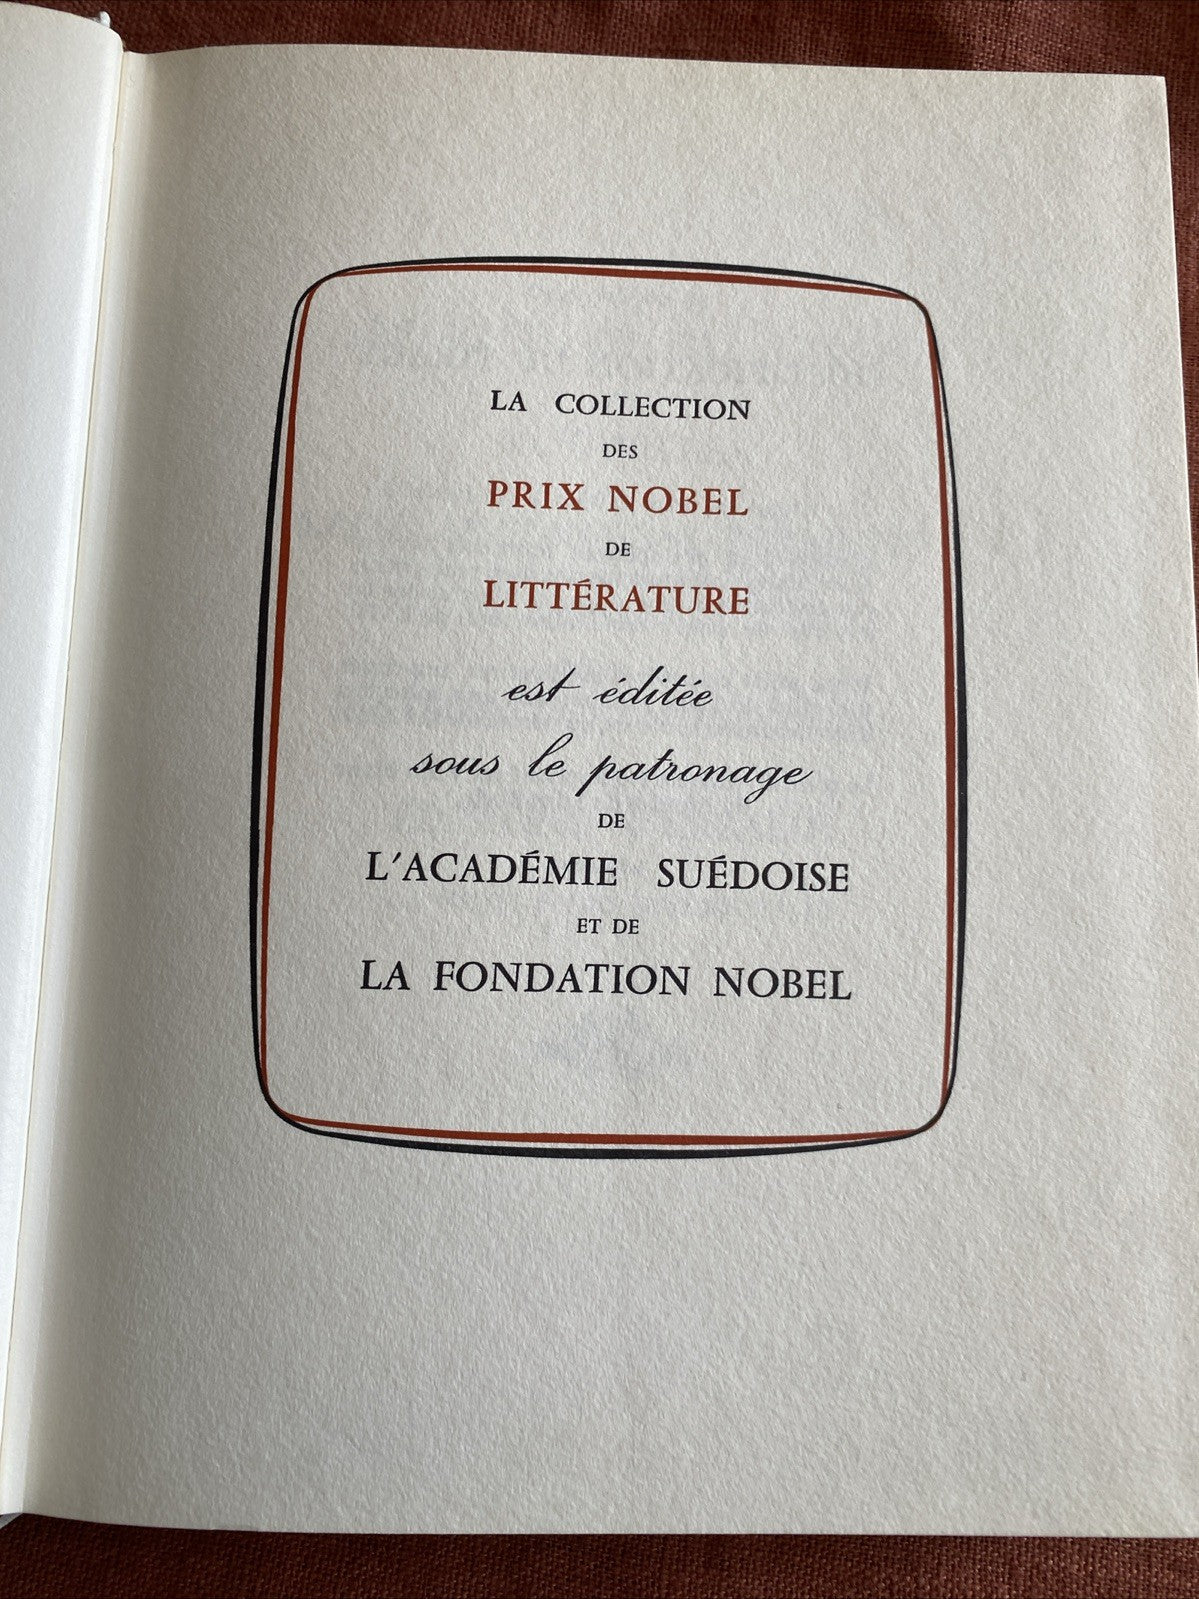 LA COLLECTION
DES
PRIX NOBEL
DE
LITTÉRATURE
est éditée
sous le patronage
DE
L'ACADÉMIE SUÉDOISE
ET DE
LA FONDATION NOBEL